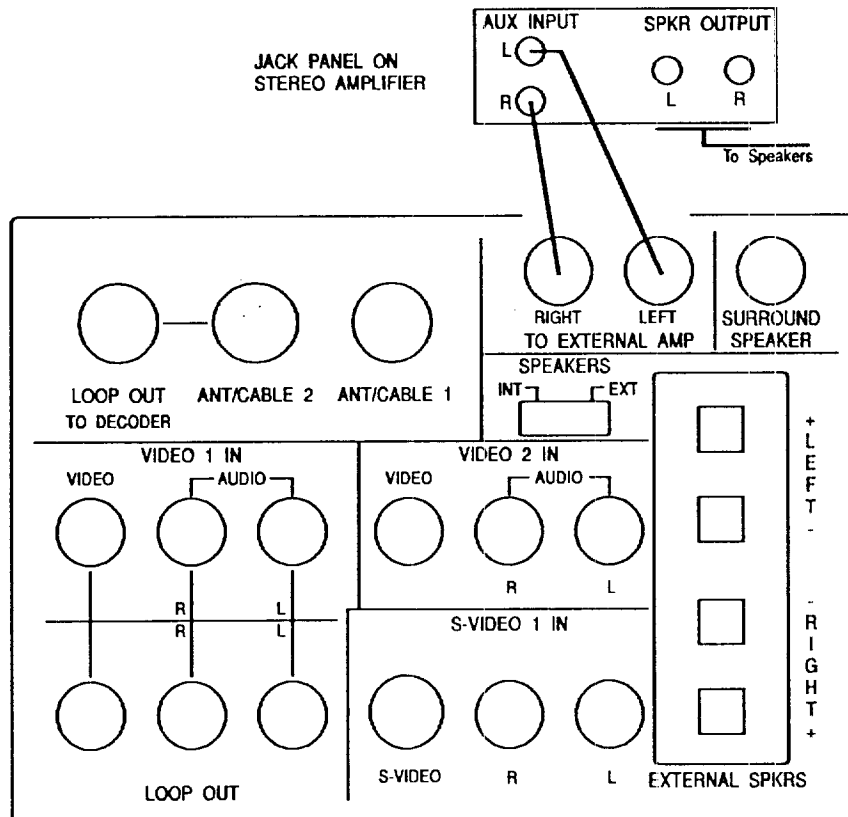 AUX INPUT SPKR OUTPUT
JACK PANEL ON
STEREO AMPLIFIER
L
R
L R
To Speakers
RIGHT LEFT
TO EXTERNAL AMP
SURROUND
SPEAKER
LOOP OUT
TO DECODER
ANT/CABLE 2
ANT/CABLE 1
SPEAKERS
INT EXT
VIDEO 1 IN
VIDEO AUDIO
R L
R L
LOOP OUT
VIDEO 2 IN
VIDEO AUDIO
R L
S-VIDEO 1 IN
S-VIDEO R L
+LEFT-
-RIGHT+
EXTERNAL SPKRS